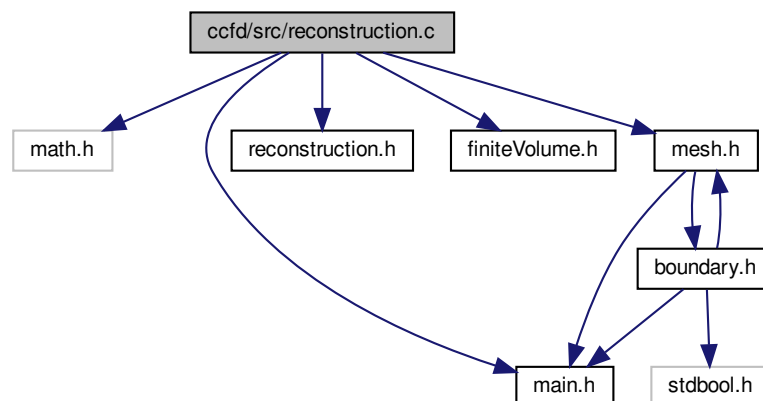 ccfd/src/reconstruction.c
math.h
reconstruction.h
finiteVolume.h
mesh.h
boundary.h
main.h
stdbool.h